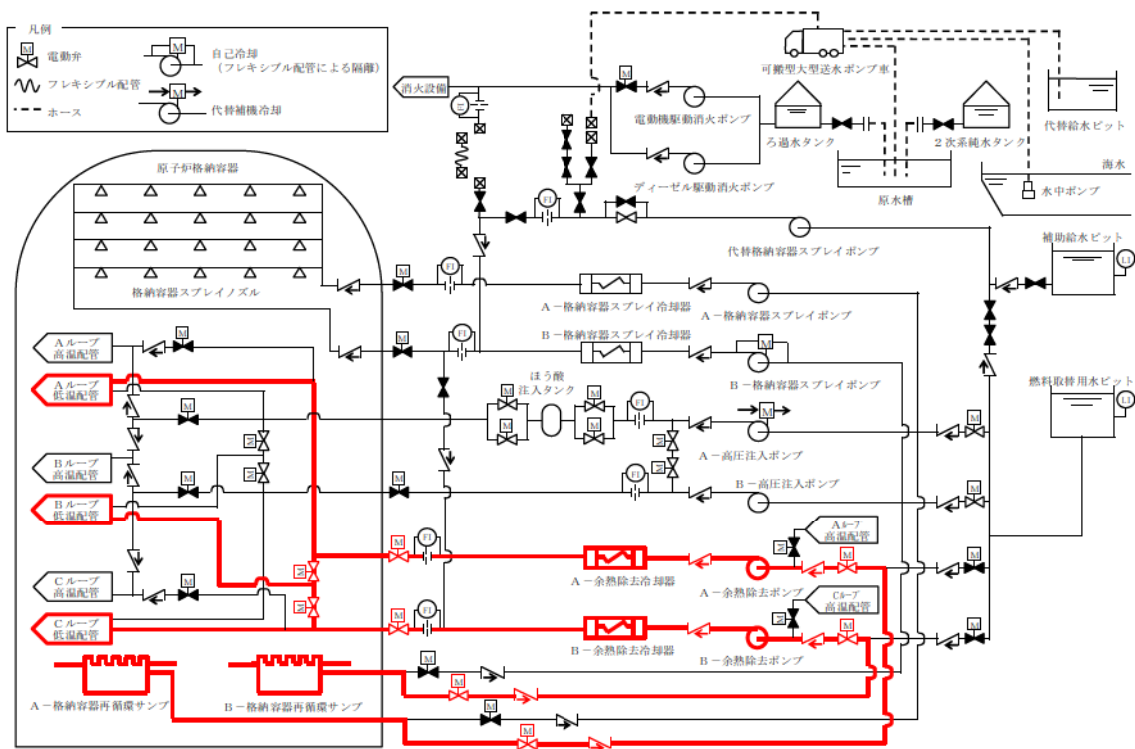 凡例
M
電動弁
フレキシブル配管
ホース
M
自己冷却
(フレキシブル配管による隔離)
M
代替補機冷却
消火設備
FI
M
電動機駆動消火ポンプ
ディーゼル駆動消火ポンプ
可搬型大型送水ポンプ車
ろ過水タンク
2次系純水タンク
代替給水ピット
原水槽
海水
水中ポンプ
FI
代替格納容器スプレイポンプ
補助給水ピット
LI
原子炉格納容器
格納容器スプレイノズル
M
FI
A-格納容器スプレイ冷却器
A-格納容器スプレイポンプ
B-格納容器スプレイ冷却器
M
FI
M
B-格納容器スプレイポンプ
燃料取替用水ピット
LI
Aループ
高温配管
M
Aループ
低温配管
ほう酸
注入タンク
M
M
M
M
M
FI
M
A-高圧注入ポンプ
M
M
M
M
M
Bループ
高温配管
M
FI
B-高圧注入ポンプ
M
Bループ
低温配管
Aループ
高温配管
M
M
FI
A-余熱除去冷却器
A-余熱除去ポンプ
M
M
M
Cループ
高温配管
M
M
M
Cループ
高温配管
Cループ
低温配管
M
FI
B-余熱除去冷却器
B-余熱除去ポンプ
M
M
M
M
M
A-格納容器再循環サンプ
B-格納容器再循環サンプ
M
M